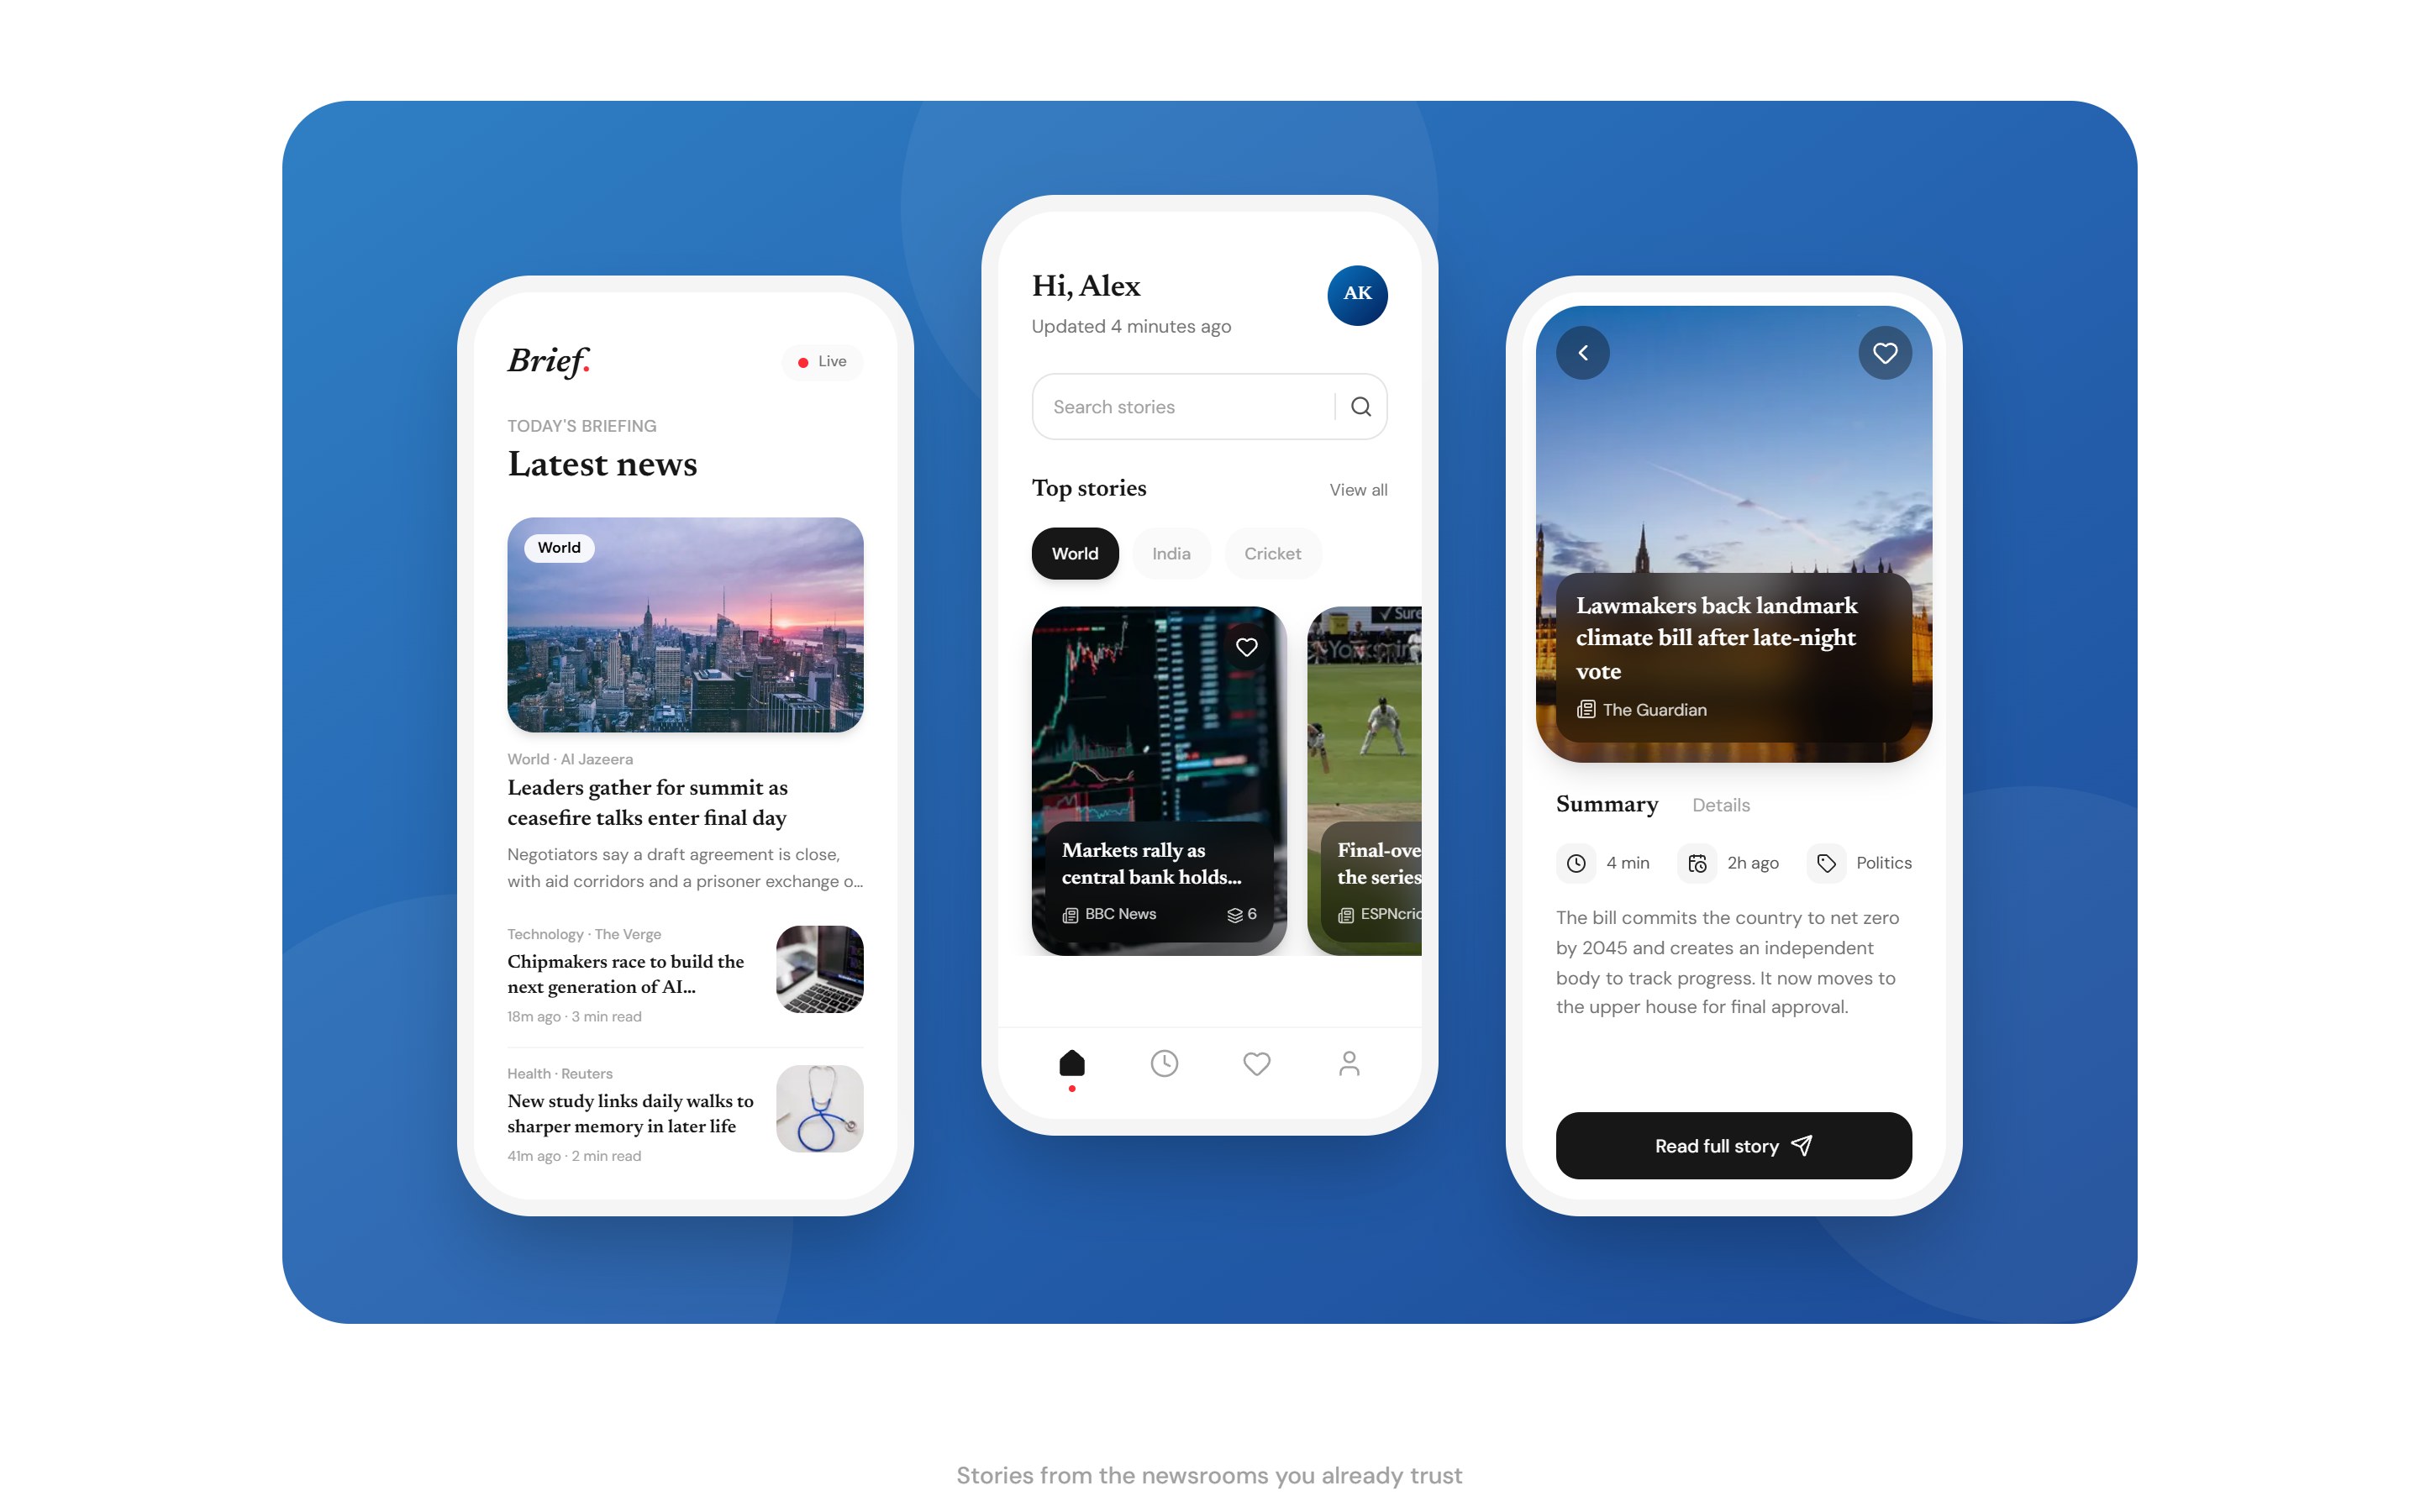 Brief.
Live
TODAY'S BRIEFING
Latest news
World
World · Al Jazeera
Leaders gather for summit as
ceasefire talks enter final day
Negotiators say a draft agreement is close,
with aid corridors and a prisoner exchange o...
Technology · The Verge
Chipmakers race to build the
next generation of AI...
18m ago · 3 min read
Health · Reuters
New study links daily walks to
sharper memory in later life
41m ago · 2 min read
Hi, Alex
AK
Updated 4 minutes ago
Search stories
Top stories
View all
World
India
Cricket
Markets rally as
central bank holds...
BBC News
6
Sure
Final-ove
the series
ESPNcric
Lawmakers back landmark
climate bill after late-night
vote
The Guardian
Summary
Details
4 min
2h ago
Politics
The bill commits the country to net zero
by 2045 and creates an independent
body to track progress. It now moves to
the upper house for final approval.
Read full story
Stories from the newsrooms you already trust